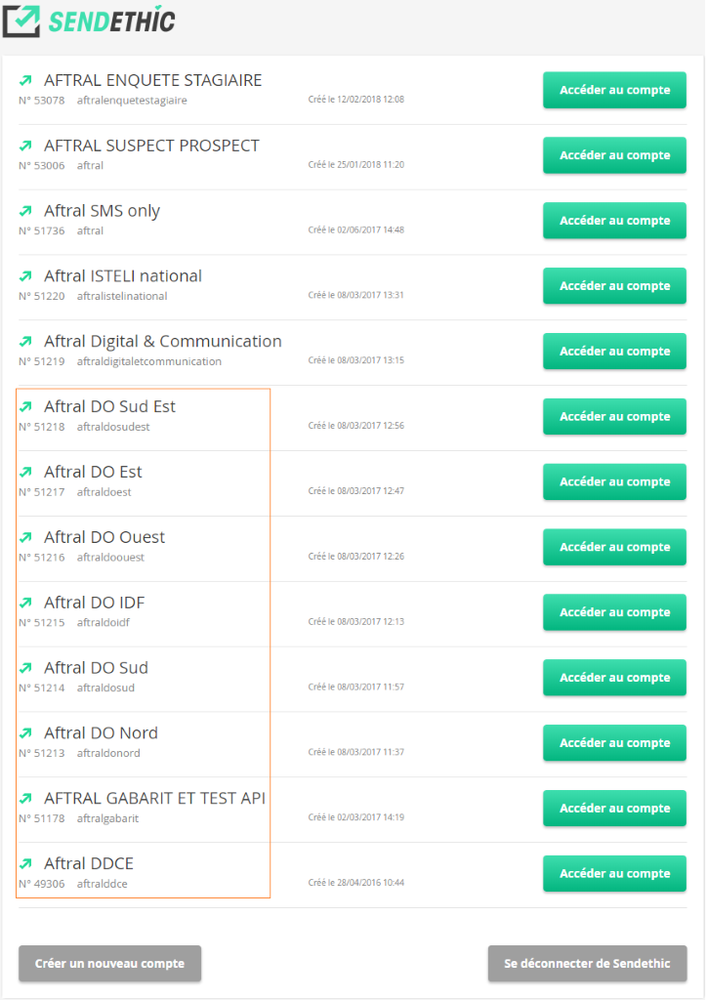 SENDETHIC
AFTRAL ENQUETE STAGIAIRE
N° 53078 aftralenquetestagiaire
Créé le 12/02/2018 12:08
Accéder au compte
AFTRAL SUSPECT PROSPECT
N° 53006 aftral
Créé le 25/01/2018 11:20
Accéder au compte
Aftral SMS only
N° 51736 aftral
Créé le 02/06/2017 14:48
Accéder au compte
Aftral ISTELI national
N° 51220 aftralistelinational
Créé le 08/03/2017 13:31
Accéder au compte
Aftral Digital & Communication
N° 51219 aftraldigitaletcommunication
Créé le 08/03/2017 13:15
Accéder au compte
Aftral DO Sud Est
N° 51218 aftraldosudest
Créé le 08/03/2017 12:56
Accéder au compte
Aftral DO Est
N° 51217 aftraldoest
Créé le 08/03/2017 12:47
Accéder au compte
Aftral DO Ouest
N° 51216 aftraldoouest
Créé le 08/03/2017 12:26
Accéder au compte
Aftral DO IDF
N° 51215 aftraldoidf
Créé le 08/03/2017 12:13
Accéder au compte
Aftral DO Sud
N° 51214 aftraldosud
Créé le 08/03/2017 11:57
Accéder au compte
Aftral DO Nord
N° 51213 aftraldonord
Créé le 08/03/2017 11:37
Accéder au compte
AFTRAL GABARIT ET TEST API
N° 51178 aftralgabarit
Créé le 02/03/2017 14:19
Accéder au compte
Aftral DDCE
N° 49306 aftralddce
Créé le 28/04/2016 10:44
Accéder au compte
Créer un nouveau compte
Se déconnecter de Sendethic